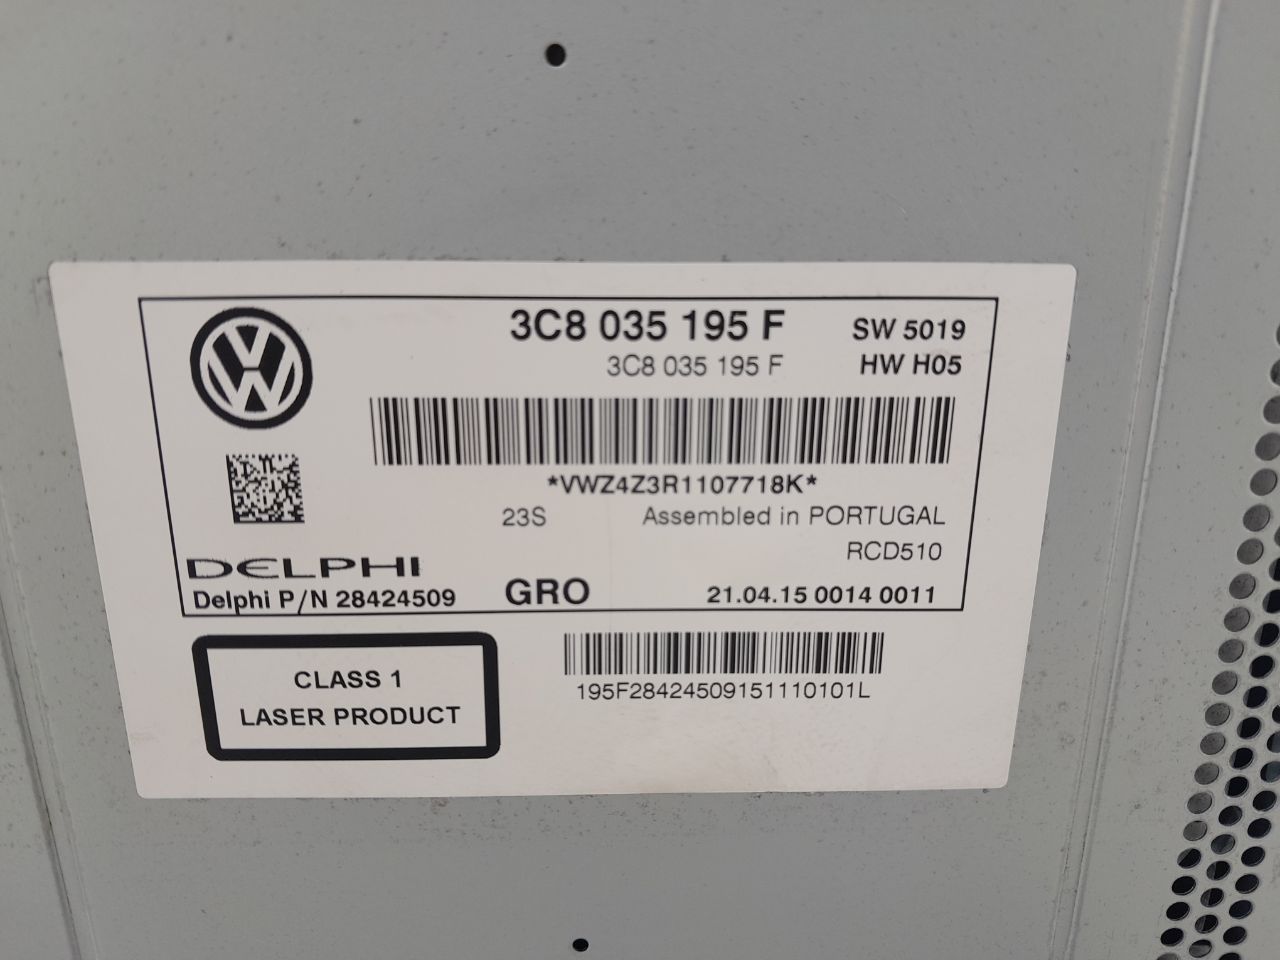 3C8 035 195 F SW 5019
3C8 035 195 F HW H05
*VWZ4Z3R1107718K*
23S Assembled in PORTUGAL
RCD510
DELPHI
Delphi P/N 28424509 GRO 21.04.15 0014 0011
CLASS 1
LASER PRODUCT
195F28424509151110101L